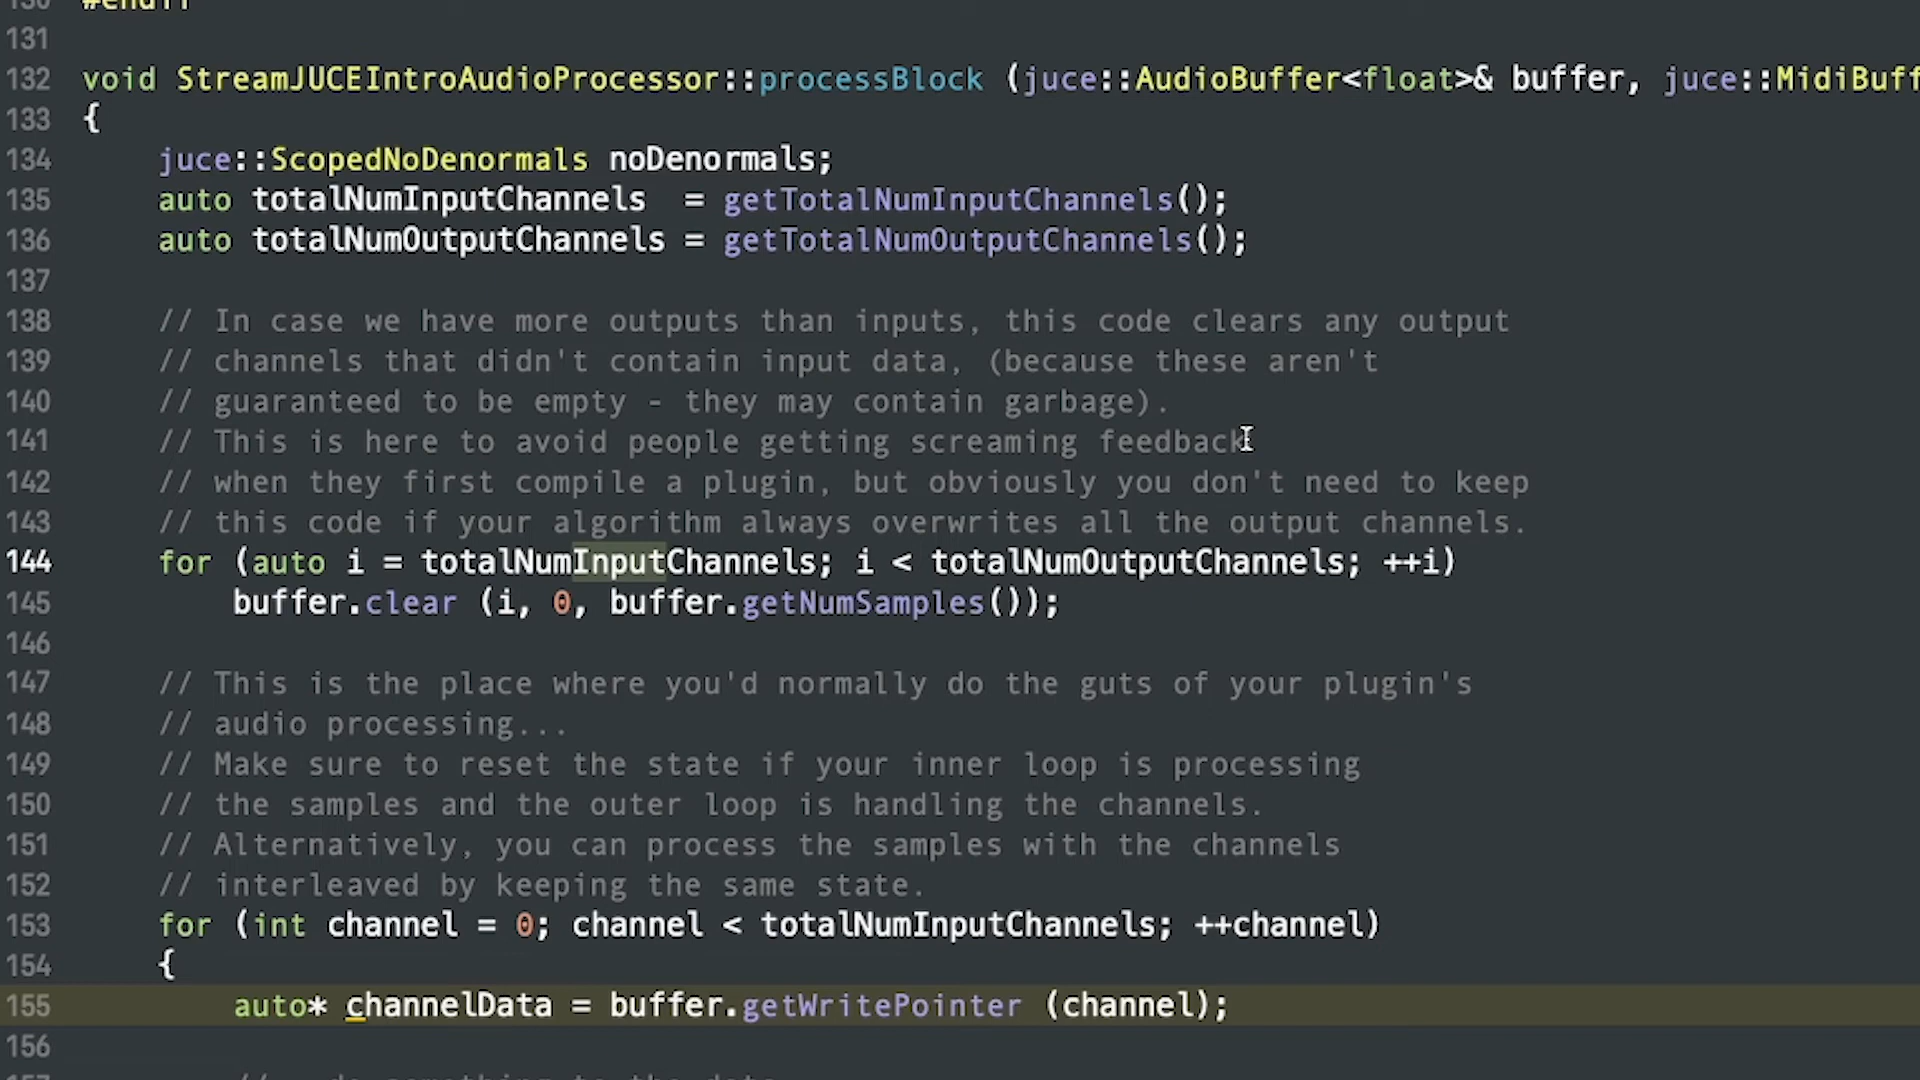 130 #endif
131
132 void StreamJUCEIntroAudioProcessor::processBlock (juce::AudioBuffer<float>& buffer, juce::MidiBuff
133 {
134     juce::ScopedNoDenormals noDenormals;
135     auto totalNumInputChannels  = getTotalNumInputChannels();
136     auto totalNumOutputChannels = getTotalNumOutputChannels();
137
138     // In case we have more outputs than inputs, this code clears any output
139     // channels that didn't contain input data, (because these aren't
140     // guaranteed to be empty - they may contain garbage).
141     // This is here to avoid people getting screaming feedback
142     // when they first compile a plugin, but obviously you don't need to keep
143     // this code if your algorithm always overwrites all the output channels.
144     for (auto i = totalNumInputChannels; i < totalNumOutputChannels; ++i)
145         buffer.clear (i, 0, buffer.getNumSamples());
146
147     // This is the place where you'd normally do the guts of your plugin's
148     // audio processing...
149     // Make sure to reset the state if your inner loop is processing
150     // the samples and the outer loop is handling the channels.
151     // Alternatively, you can process the samples with the channels
152     // interleaved by keeping the same state.
153     for (int channel = 0; channel < totalNumInputChannels; ++channel)
154     {
155         auto* channelData = buffer.getWritePointer (channel);
156